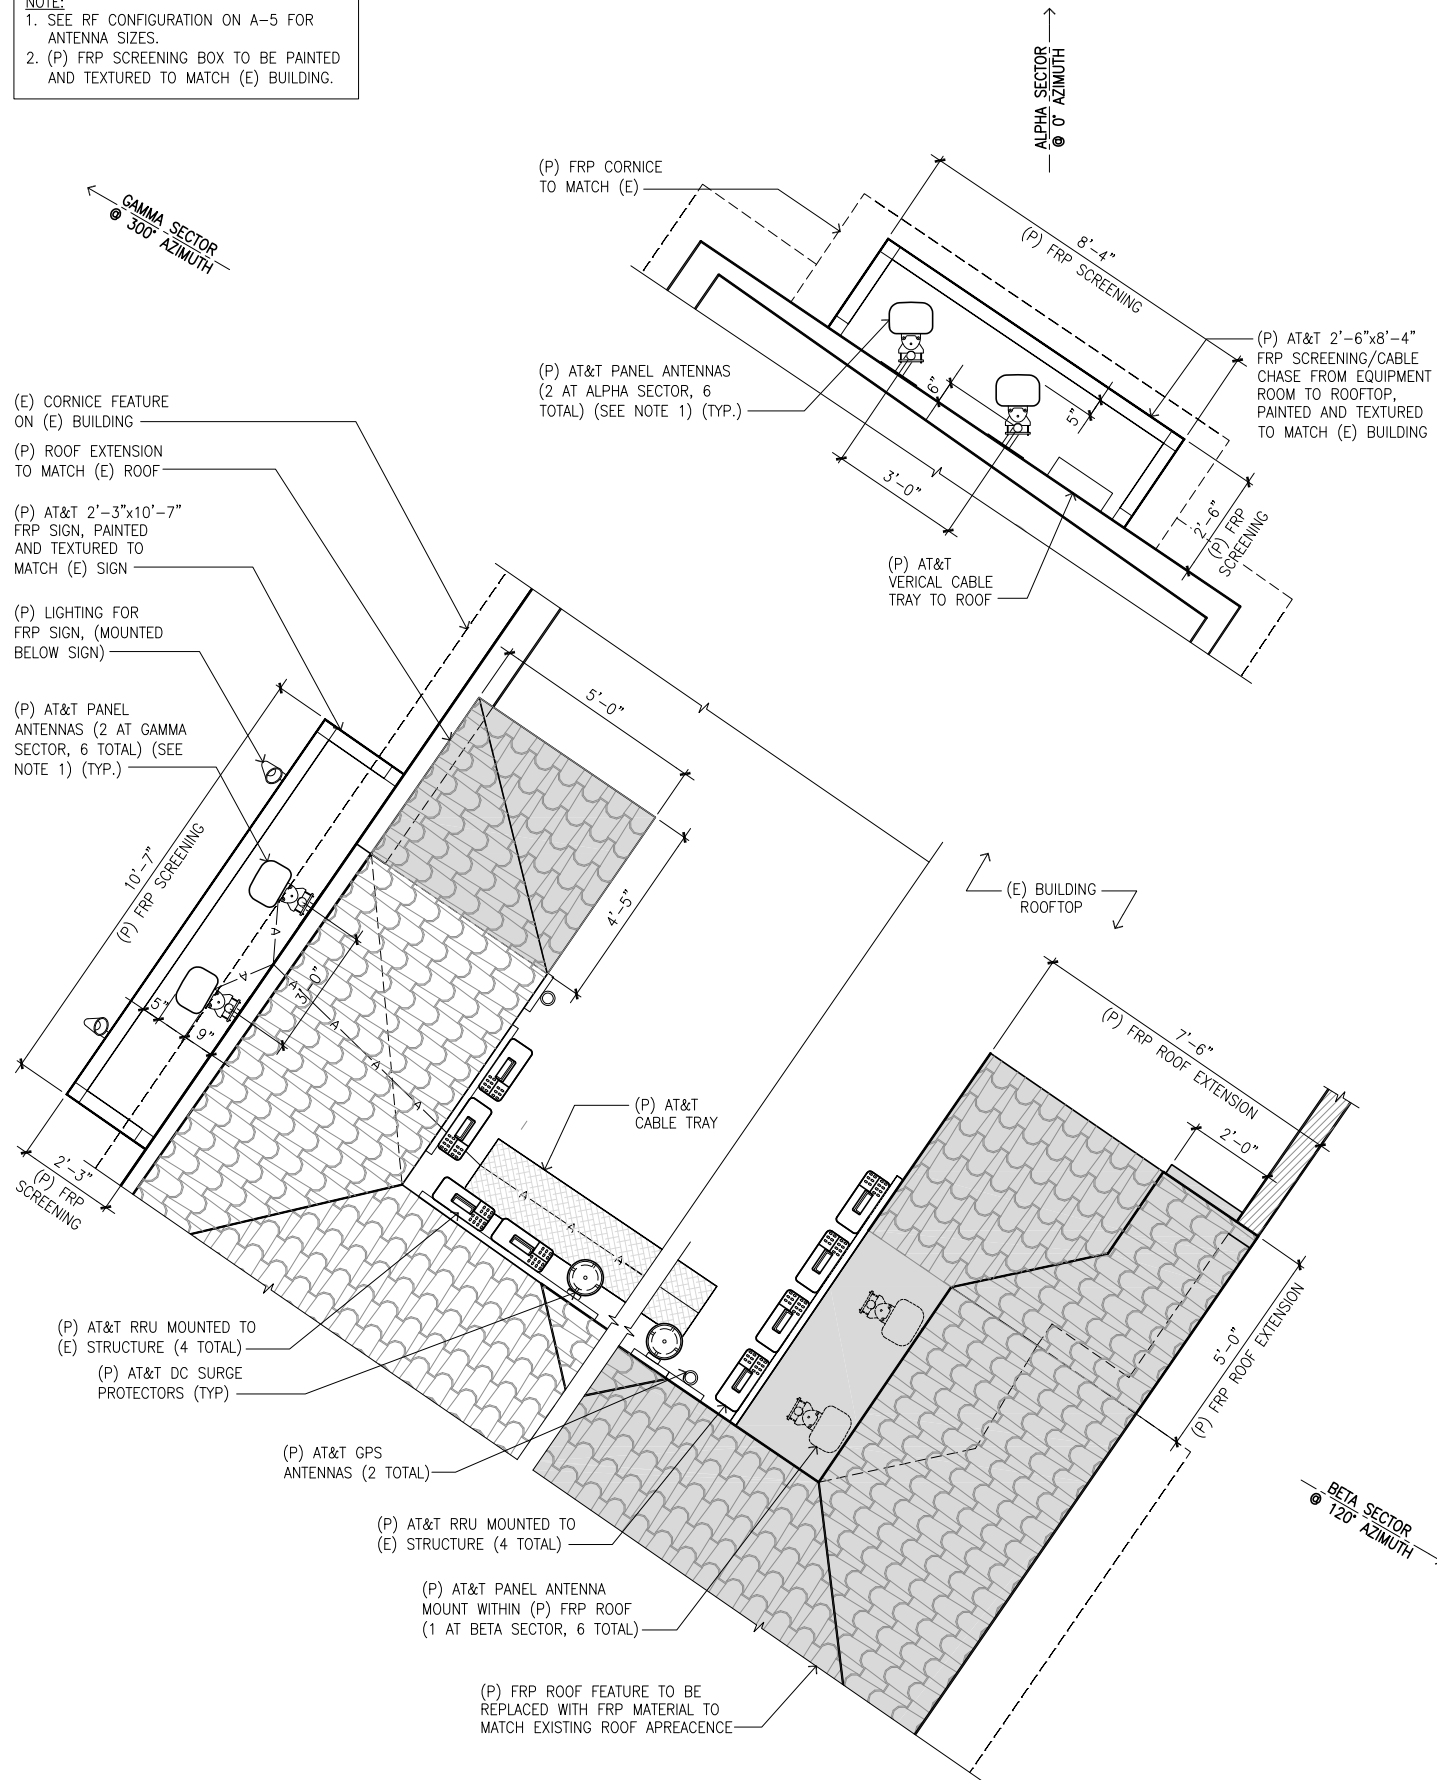 NOTE:
1. SEE RF CONFIGURATION ON A-5 FOR
ANTENNA SIZES.
2. (P) FRP SCREENING BOX TO BE PAINTED
AND TEXTURED TO MATCH (E) BUILDING.
ALPHA SECTOR
@ 0° AZIMUTH
GAMMA SECTOR
@ 300° AZIMUTH
(P) FRP CORNICE
TO MATCH (E)
8'-4"
(P) FRP SCREENING
(P) AT&T 2'-6"x8'-4"
FRP SCREENING/CABLE
CHASE FROM EQUIPMENT
ROOM TO ROOFTOP,
PAINTED AND TEXTURED
TO MATCH (E) BUILDING
(P) AT&T PANEL ANTENNAS
(2 AT ALPHA SECTOR, 6
TOTAL) (SEE NOTE 1) (TYP.)
6"
5"
3'-0"
2'-6"
(P) FRP
SCREENING
(P) AT&T
VERICAL CABLE
TRAY TO ROOF
(E) CORNICE FEATURE
ON (E) BUILDING
(P) ROOF EXTENSION
TO MATCH (E) ROOF
(P) AT&T 2'-3"x10'-7"
FRP SIGN, PAINTED
AND TEXTURED TO
MATCH (E) SIGN
(P) LIGHTING FOR
FRP SIGN, (MOUNTED
BELOW SIGN)
(P) AT&T PANEL
ANTENNAS (2 AT GAMMA
SECTOR, 6 TOTAL) (SEE
NOTE 1) (TYP.)
5'-0"
4'-5"
10'-7"
(P) FRP SCREENING
A
A
3'-0"
A
A
A
A
5"
9"
2'-3"
(P) FRP
SCREENING
(E) BUILDING
ROOFTOP
7'-6"
(P) FRP ROOF EXTENSION
2'-0"
(P) AT&T
CABLE TRAY
A
A
A
5'-0"
(P) FRP ROOF EXTENSION
(P) AT&T RRU MOUNTED TO
(E) STRUCTURE (4 TOTAL)
(P) AT&T DC SURGE
PROTECTORS (TYP)
(P) AT&T GPS
ANTENNAS (2 TOTAL)
(P) AT&T RRU MOUNTED TO
(E) STRUCTURE (4 TOTAL)
(P) AT&T PANEL ANTENNA
MOUNT WITHIN (P) FRP ROOF
(1 AT BETA SECTOR, 6 TOTAL)
(P) FRP ROOF FEATURE TO BE
REPLACED WITH FRP MATERIAL TO
MATCH EXISTING ROOF APREACENCE
BETA SECTOR
@ 120° AZIMUTH